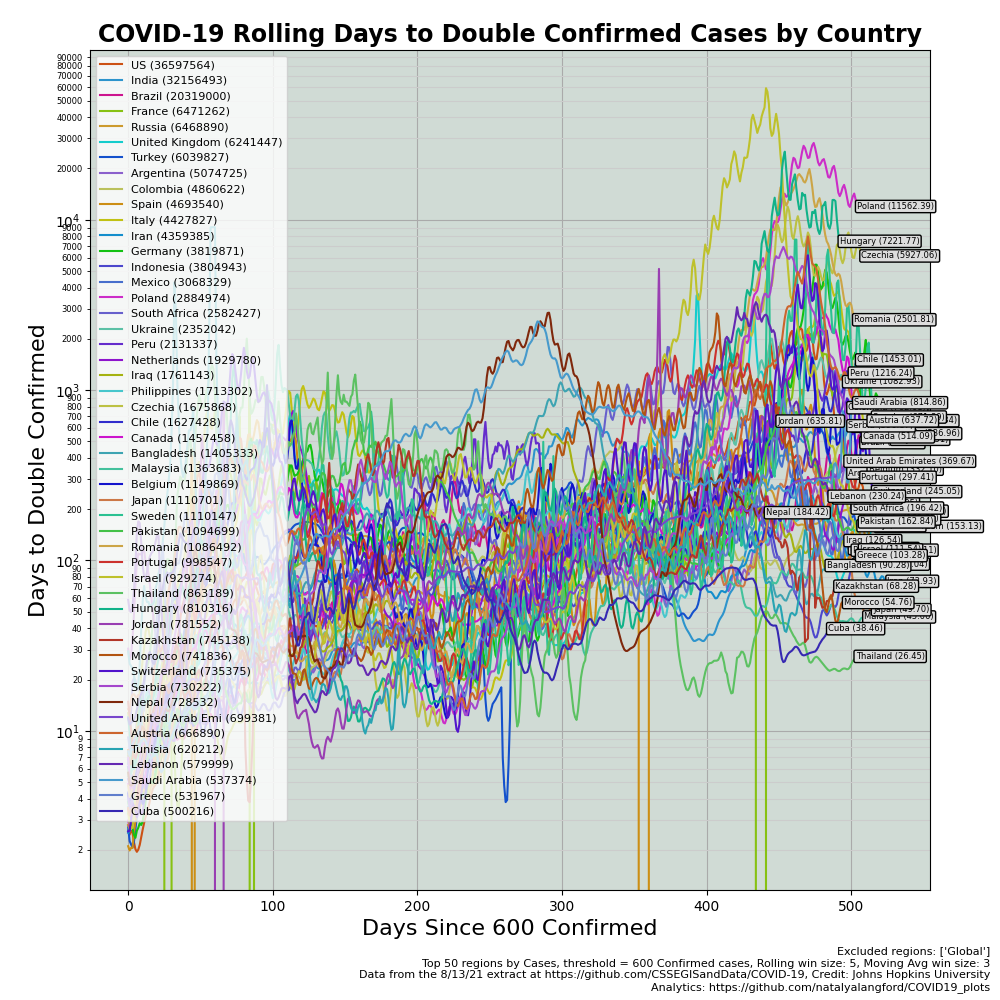 COVID-19 Rolling Days to Double Confirmed Cases by Country
Days to Double Confirmed
90000
80000
70000
60000
50000
40000
30000
20000
10^4
9000
8000
7000
6000
5000
4000
3000
2000
10^3
900
800
700
600
500
400
300
200
10^2
90
80
70
60
50
40
30
20
10^1
9
8
7
6
5
4
3
2
US (36597564)
India (32156493)
Brazil (20319000)
France (6471262)
Russia (6468890)
United Kingdom (6241447)
Turkey (6039827)
Argentina (5074725)
Colombia (4860622)
Spain (4693540)
Italy (4427827)
Iran (4359385)
Germany (3819871)
Indonesia (3804943)
Mexico (3068329)
Poland (2884974)
South Africa (2582427)
Ukraine (2352042)
Peru (2131337)
Netherlands (1929780)
Iraq (1761143)
Philippines (1713302)
Czechia (1675868)
Chile (1627428)
Canada (1457458)
Bangladesh (1405333)
Malaysia (1363683)
Belgium (1149869)
Japan (1110701)
Sweden (1110147)
Pakistan (1094699)
Romania (1086492)
Portugal (998547)
Israel (929274)
Thailand (863189)
Hungary (810316)
Jordan (781552)
Kazakhstan (745138)
Morocco (741836)
Switzerland (735375)
Serbia (730222)
Nepal (728532)
United Arab Emi (699381)
Austria (666890)
Tunisia (620212)
Lebanon (579999)
Saudi Arabia (537374)
Greece (531967)
Cuba (500216)
Poland (11562.39)
Hungary (7221.77)
Czechia (5927.06)
Romania (2501.81)
Chile (1453.01)
Peru (1216.24)
Saudi Arabia (814.86)
Jordan (635.81)
Austria (637.72)
Canada (514.09)
United Arab Emirates (369.67)
Portugal (297.41)
(245.05)
Lebanon (230.24)
South Africa (196.42)
Nepal (184.42)
Pakistan (162.84)
(153.13)
Iraq (126.54)
Greece (103.28)
Bangladesh (90.28)
Kazakhstan (68.28)
Morocco (54.76)
Cuba (38.46)
Thailand (26.45)
0 100 200 300 400 500
Days Since 600 Confirmed
Excluded regions: ['Global']
Top 50 regions by Cases, threshold = 600 Confirmed cases, Rolling win size: 5, Moving Avg win size: 3
Data from the 8/13/21 extract at https://github.com/CSSEGISandData/COVID-19, Credit: Johns Hopkins University
Analytics: https://github.com/natalyalangford/COVID19_plots